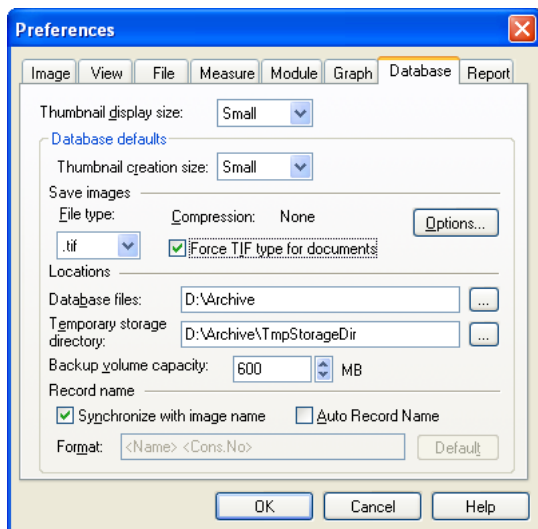 Preferences
Image View File Measure Module Graph Database Report
Thumbnail display size: Small
Database defaults
Thumbnail creation size: Small
Save images
File type: Compression: None Options...
.tif Force TIF type for documents
Locations
Database files: D:\Archive ...
Temporary storage
directory: D:\Archive\TmpStorageDir ...
Backup volume capacity: 600 MB
Record name
Synchronize with image name Auto Record Name
Format: <Name> <Cons.No> Default
OK Cancel Help